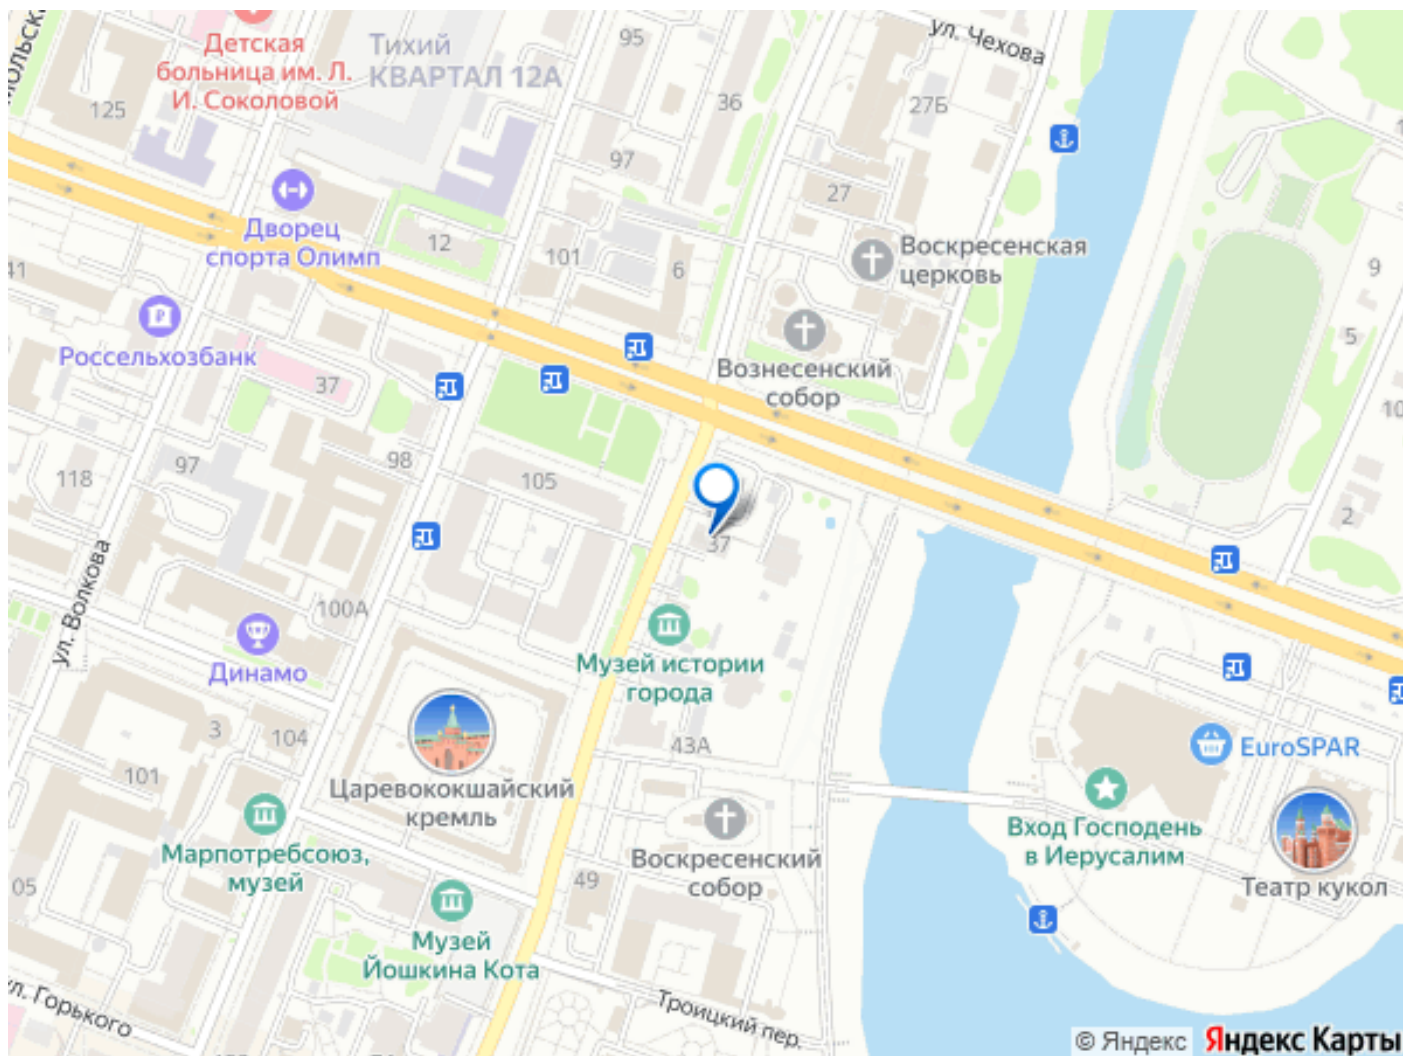 Детская
больница им. Л.
И. Соколовой
Тихий
КВАРТАЛ 12А
95
ул. Чехова
125
36
27Б
97
27
Дворец
спорта Олимп
12
101
6
Воскресенская
церковь
9
41
Россельхозбанк
37
Вознесенский
собор
5
10
118
97
98
105
37
2
ул. Волкова
100А
Динамо
Музей истории
города
3
104
101
43А
EuroSPAR
Царевококшайский
кремль
Марпотребсоюз,
музей
Воскресенский
собор
Вход Господень
в Иерусалим
Театр кукол
05
49
Музей
Йошкина Кота
ул. Горького
Троицкий пер.
© Яндекс Яндекс Карты